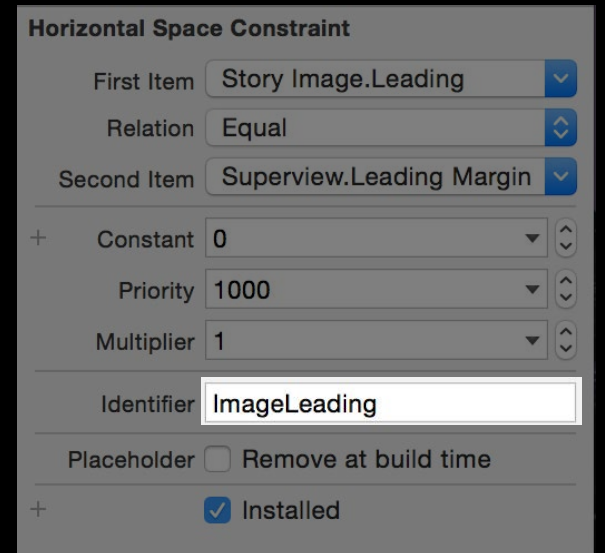 Horizontal Space Constraint
First Item Story Image.Leading
Relation Equal
Second Item Superview.Leading Margin
+ Constant 0
Priority 1000
Multiplier 1
Identifier ImageLeading
Placeholder Remove at build time
+ Installed